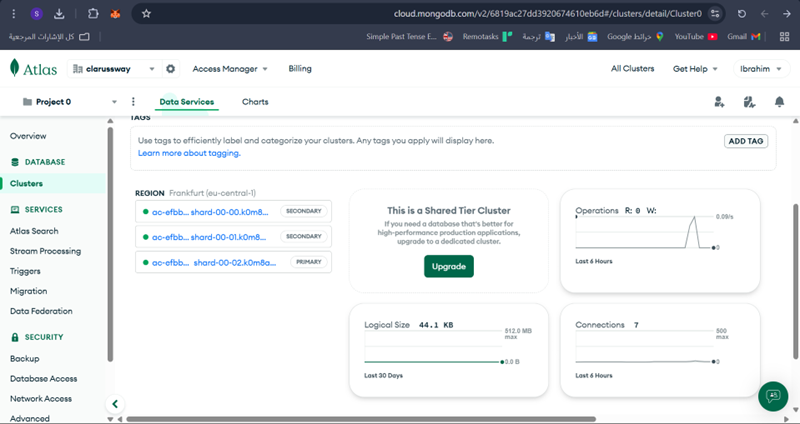 cloud.mongodb.com/v2/6819ac27dd3920674610eb6d#/clusters/detail/Cluster0
كل الإشارات المرجعية
Simple Past Tense E...
Remotasks
ترجمة
الأخبار
خرائط Google
YouTube
Gmail
Atlas
clarussway
Access Manager
Billing
All Clusters
Get Help
Ibrahim
Project 0
Data Services
Charts
Overview
DATABASE
Clusters
SERVICES
Atlas Search
Stream Processing
Triggers
Migration
Data Federation
SECURITY
Backup
Database Access
Network Access
Advanced
TAGS
Use tags to efficiently label and categorize your clusters. Any tags you apply will display here.
Learn more about tagging.
ADD TAG
REGION Frankfurt (eu-central-1)
ac-efbb... shard-00-00.k0m8... SECONDARY
ac-efbb... shard-00-01.k0m8... SECONDARY
ac-efbb... shard-00-02.k0m8a... PRIMARY
This is a Shared Tier Cluster
If you need a database that's better for
high-performance production applications,
upgrade to a dedicated cluster.
Upgrade
Operations R: 0 W:
0.09/s
0
Last 6 Hours
Logical Size 44.1 KB
512.0 MB
max
0.0 B
Last 30 Days
Connections 7
500
max
0
Last 6 Hours